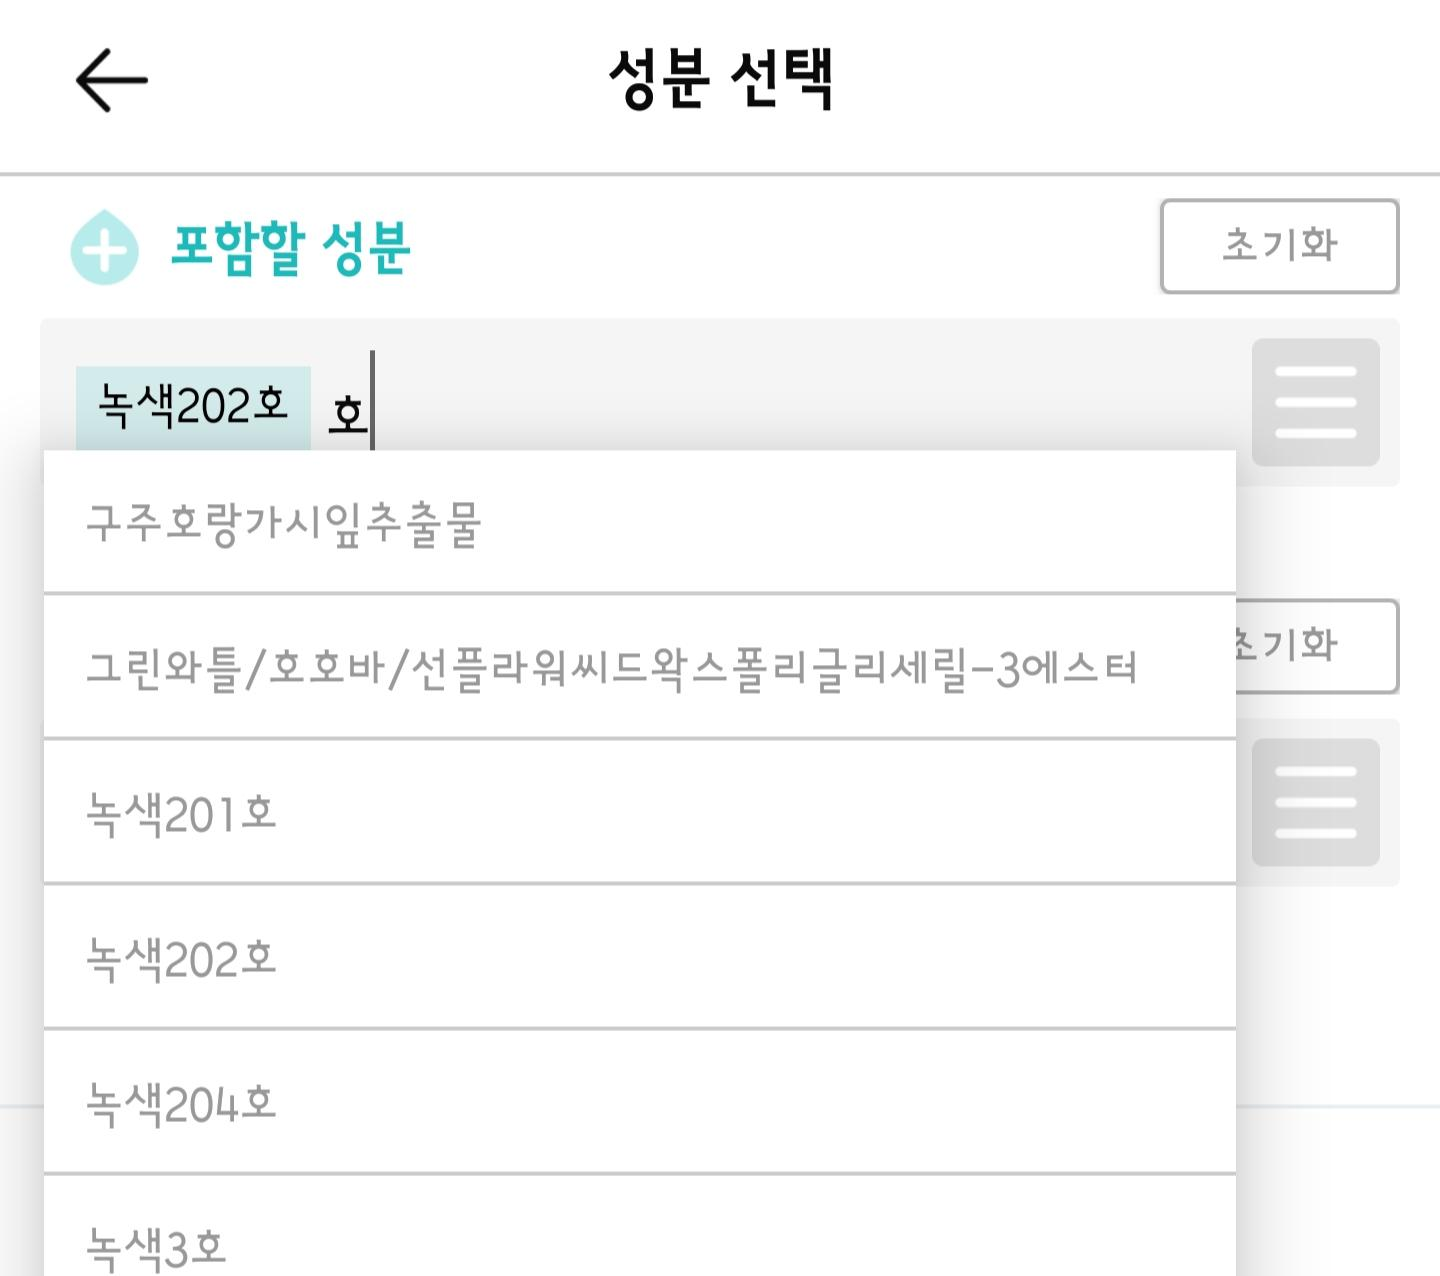 성분 선택
포함할 성분
초기화
녹색202호 호
구주호랑가시잎추출물
그린와틀/호호바/선플라워씨드왁스폴리글리세릴-3에스터
초기화
녹색201호
녹색202호
녹색204호
녹색3호